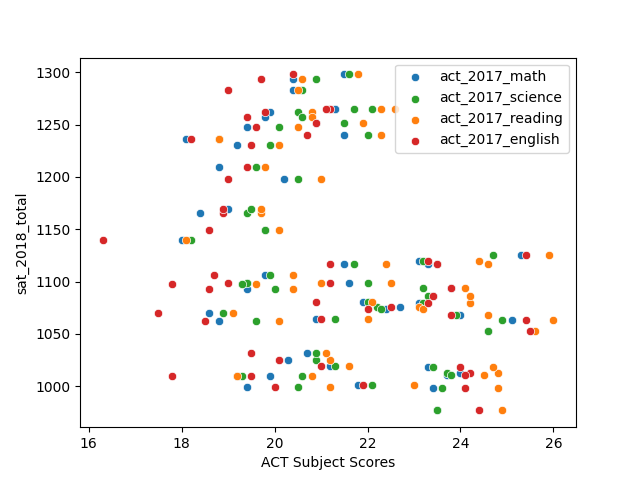 act_2017_math
act_2017_science
act_2017_reading
act_2017_english
1300
1250
1200
1150
1100
1050
1000
sat_2018_total
16 18 20 22 24 26
ACT Subject Scores